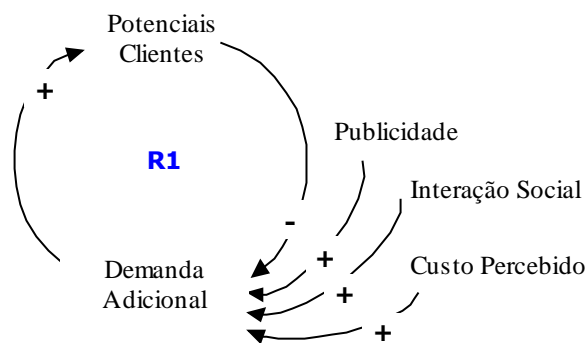 Potenciais
Clientes
+
Publicidade
R1
Interação Social
-
Demanda
Adicional
+
Custo Percebido
+
+